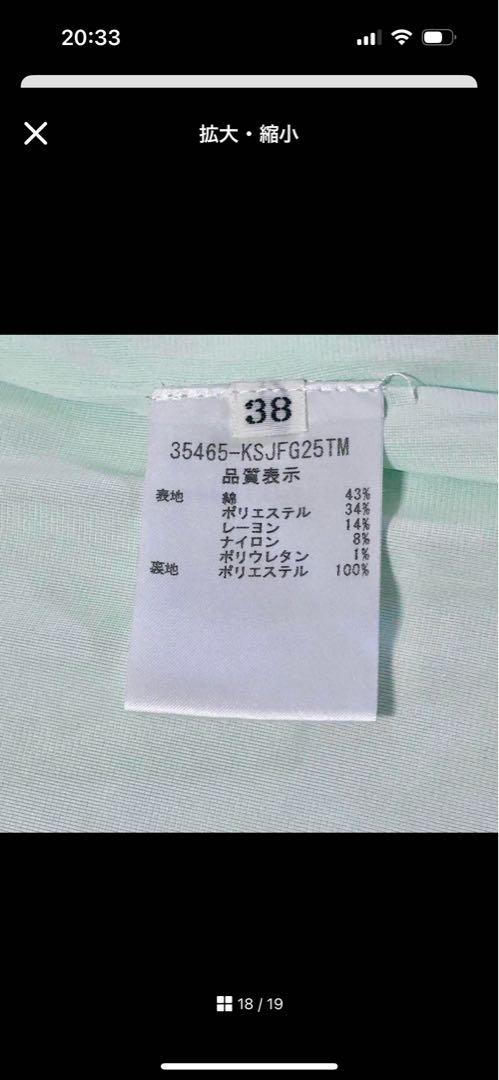 20:33
拡大・縮小
38
35465-KSJFG25TM
品質表示
表地 綿 43%
ポリエステル 34%
レーヨン 14%
ナイロン 8%
ポリウレタン 1%
裏地 ポリエステル 100%
18 / 19